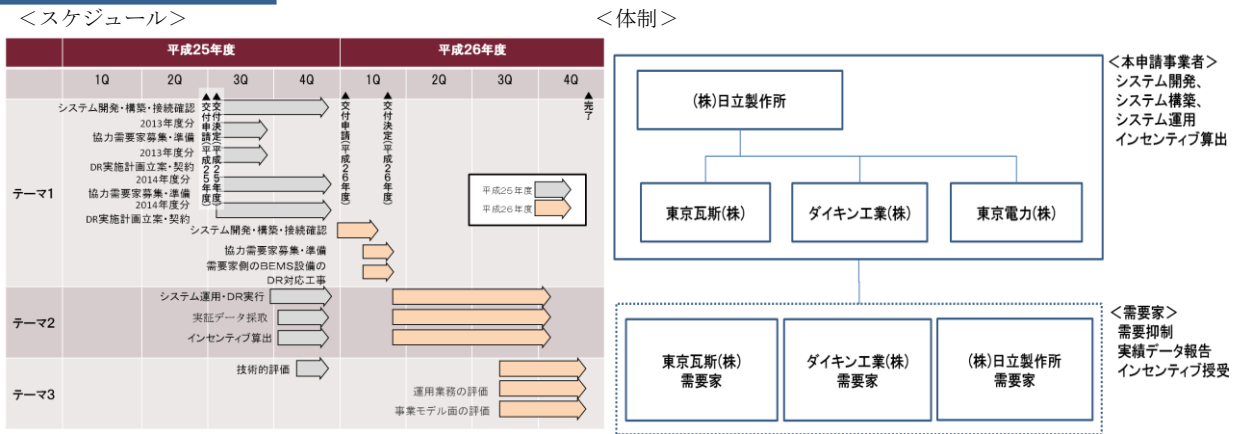 ＜スケジュール＞
＜体制＞
平成25年度
平成26年度
1Q
2Q
3Q
4Q
1Q
2Q
3Q
4Q
▲交付申請(平成25年度)
▲交付決定(平成25年度)
▲交付申請(平成26年度)
▲交付決定(平成26年度)
▲完了
テーマ1
システム開発・構築・接続確認
2013年度分
協力需要家募集・準備
2013年度分
DR実施計画立案・契約
2014年度分
協力需要家募集・準備
2014年度分
DR実施計画立案・契約
システム開発・構築・接続確認
協力需要家募集・準備
需要家側のBEMS設備の
DR対応工事
平成25年度
平成26年度
テーマ2
システム運用・DR実行
実証データ採取
インセンティブ算出
テーマ3
技術的評価
運用業務の評価
事業モデル面の評価
(株)日立製作所
東京瓦斯(株)
ダイキン工業(株)
東京電力(株)
＜本申請事業者＞
システム開発、
システム構築、
システム運用
インセンティブ算出
東京瓦斯(株)
需要家
ダイキン工業(株)
需要家
(株)日立製作所
需要家
＜需要家＞
需要抑制
実績データ報告
インセンティブ授受